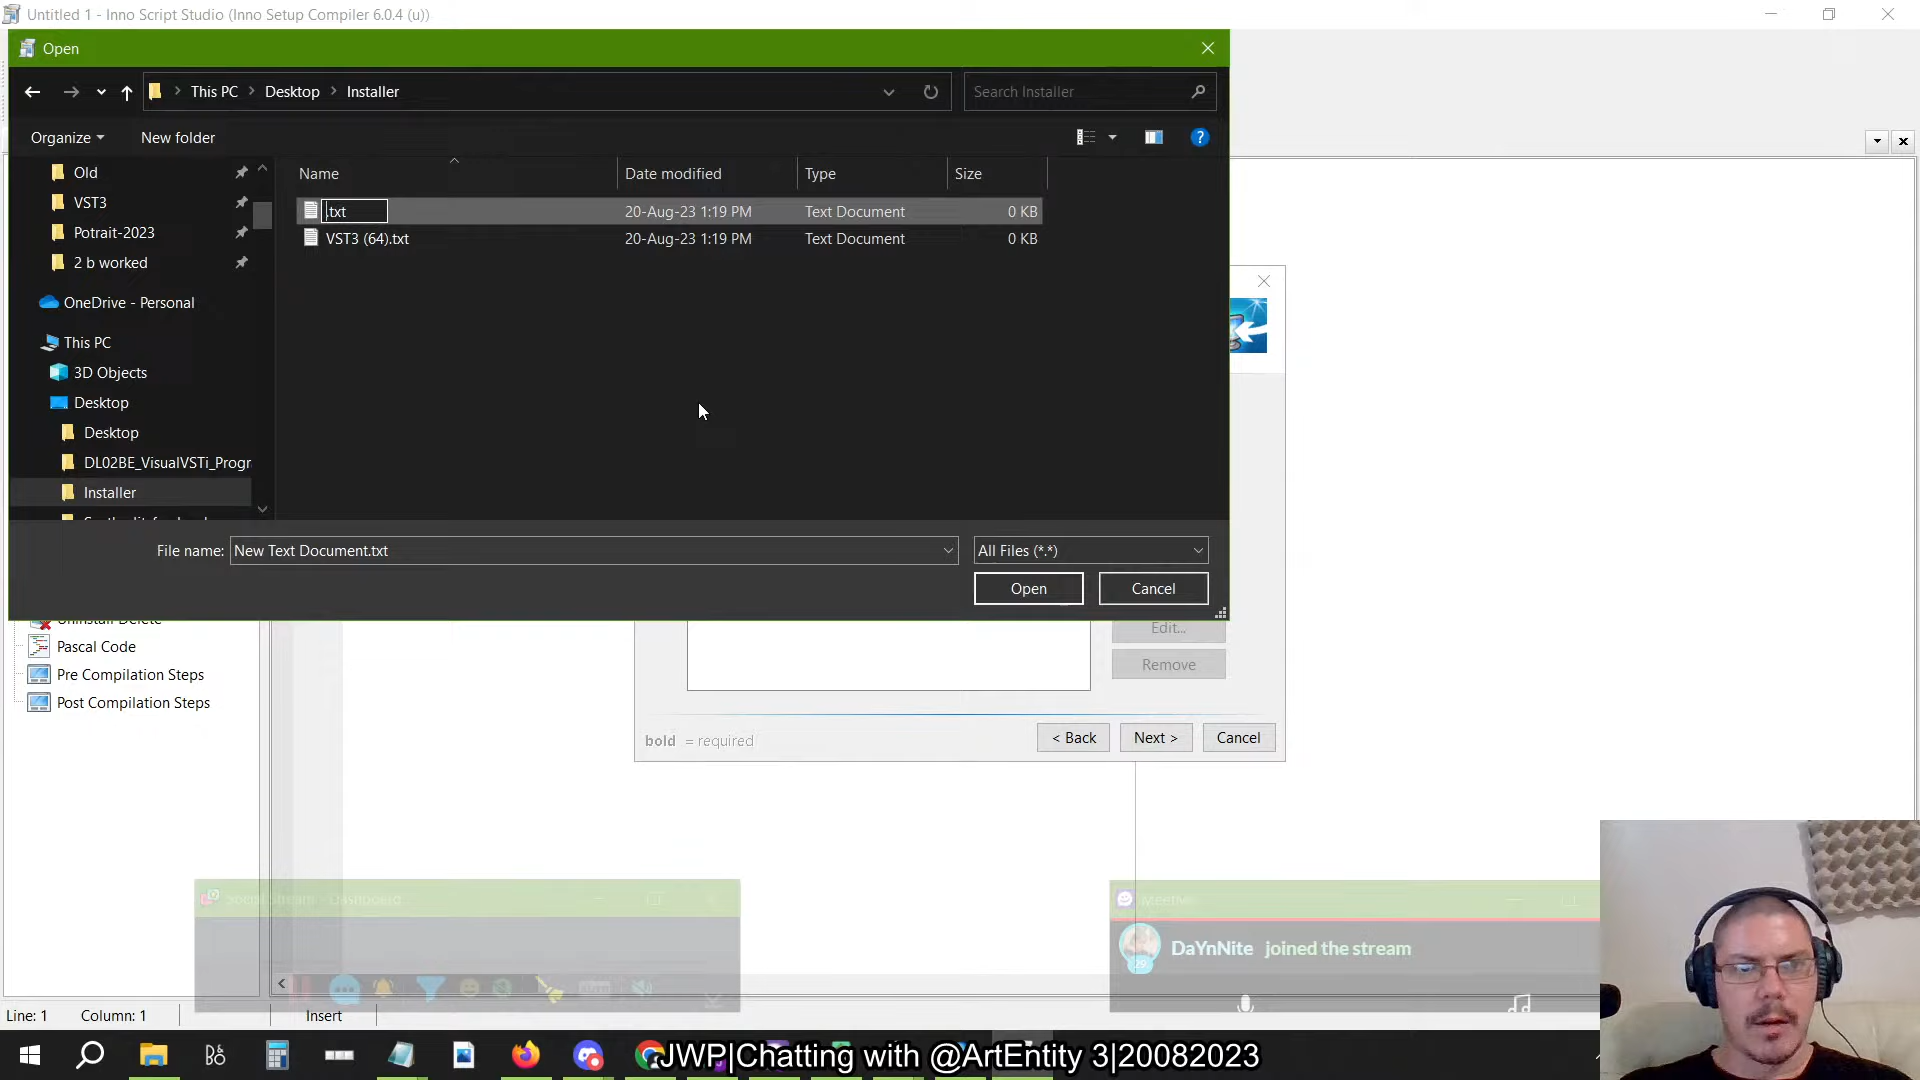 Untitled 1 - Inno Script Studio (Inno Setup Compiler 6.0.4 (u))
Open
This PC
Desktop
Installer
Search Installer
Organize
New folder
Name
Date modified
Type
Size
Old
VST3
Potrait-2023
2 b worked
OneDrive - Personal
This PC
3D Objects
Desktop
Desktop
DL02BE_VisualVSTi_Progr
Installer
.txt
20-Aug-23 1:19 PM
Text Document
0 KB
VST3 (64).txt
20-Aug-23 1:19 PM
Text Document
0 KB
File name:
New Text Document.txt
All Files (*.*)
Open
Cancel
Pascal Code
Pre Compilation Steps
Post Compilation Steps
Edit...
Remove
bold = required
< Back
Next >
Cancel
Social Stream - Dashboard
DaYnNite joined the stream
Line: 1
Column: 1
Insert
JWP|Chatting with @ArtEntity 3|20082023